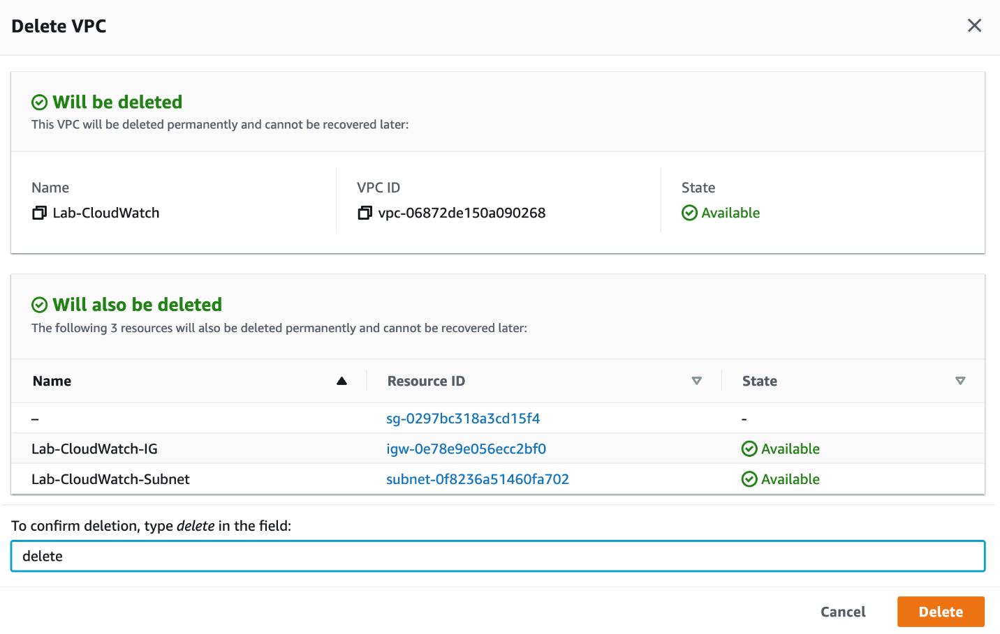 Delete VPC
Will be deleted
This VPC will be deleted permanently and cannot be recovered later:
Name VPC ID State
Lab-CloudWatch vpc-06872de150a090268 Available
Will also be deleted
The following 3 resources will also be deleted permanently and cannot be recovered later:
Name Resource ID State
– sg-0297bc318a3cd15f4 -
Lab-CloudWatch-IG igw-0e78e9e056ecc2bf0 Available
Lab-CloudWatch-Subnet subnet-0f8236a51460fa702 Available
To confirm deletion, type delete in the field:
delete
Cancel Delete